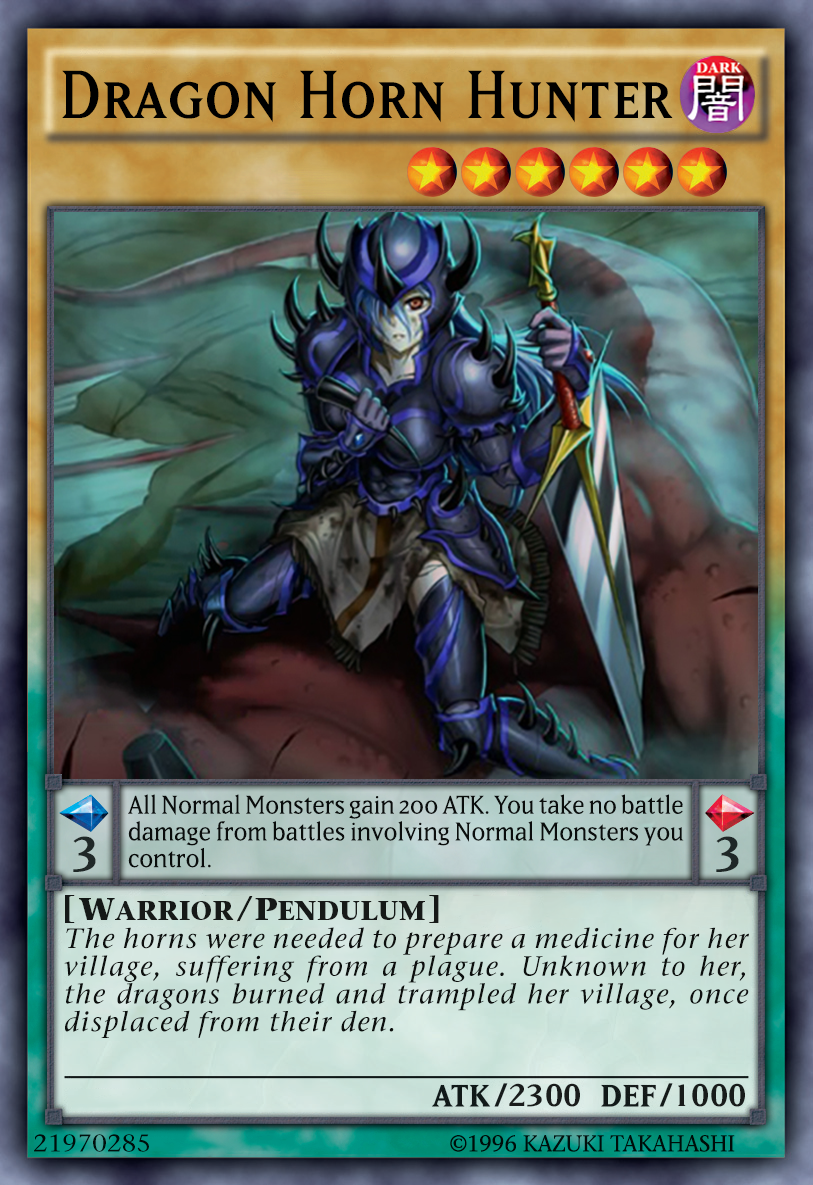 Dragon Horn Hunter
DARK
闇
All Normal Monsters gain 200 ATK. You take no battle
damage from battles involving Normal Monsters you
control.
3
3
[Warrior/Pendulum]
The horns were needed to prepare a medicine for her
village, suffering from a plague. Unknown to her,
the dragons burned and trampled her village, once
displaced from their den.
ATK/2300 DEF/1000
21970285
©1996 KAZUKI TAKAHASHI